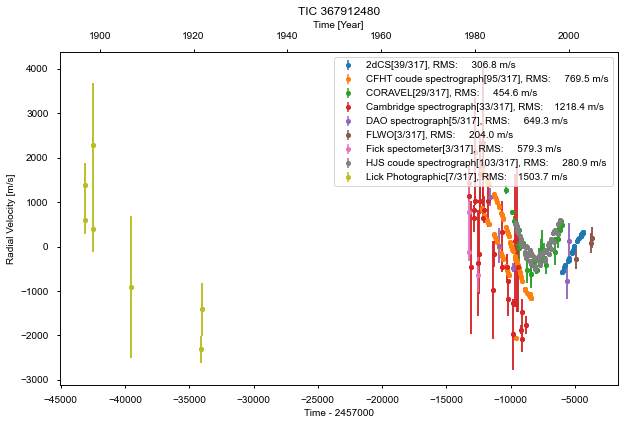 TIC 367912480
Time [Year]
1900 1920 1940 1960 1980 2000
2dCS[39/317], RMS: 306.8 m/s
CFHT coude spectrograph[95/317], RMS: 769.5 m/s
CORAVEL[29/317], RMS: 454.6 m/s
Cambridge spectrograph[33/317], RMS: 1218.4 m/s
DAO spectrograph[5/317], RMS: 649.3 m/s
FLWO[3/317], RMS: 204.0 m/s
Fick spectometer[3/317], RMS: 579.3 m/s
HJS coude spectrograph[103/317], RMS: 280.9 m/s
Lick Photographic[7/317], RMS: 1503.7 m/s
Radial Velocity [m/s]
4000
3000
2000
1000
0
−1000
−2000
−3000
−45000 −40000 −35000 −30000 −25000 −20000 −15000 −10000 −5000
Time - 2457000